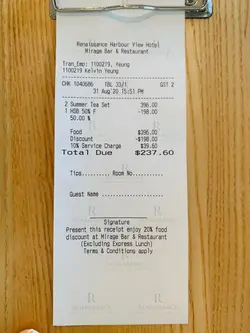 Renaissance Harbour View Hotel
Mirage Bar & Restaurant
Tran_Emp: 1100219, Yeung
1100219 Kelvin Yeung
CHK 1040686 TBL 33/1 GST 2
31 Aug'20 15:51 PM
2 Summer Tea Set 396.00
1 HSB 50% F -198.00
50.00 %
Food $396.00
Discount -$198.00
10% Service Charge $39.60
Total Due $237.60
Tips........ Room No........
Guest Name
Signature
Present this receipt enjoy 20% food
discount at Mirage Bar & Restaurant
(Excluding Express Lunch)
Terms & Conditions apply